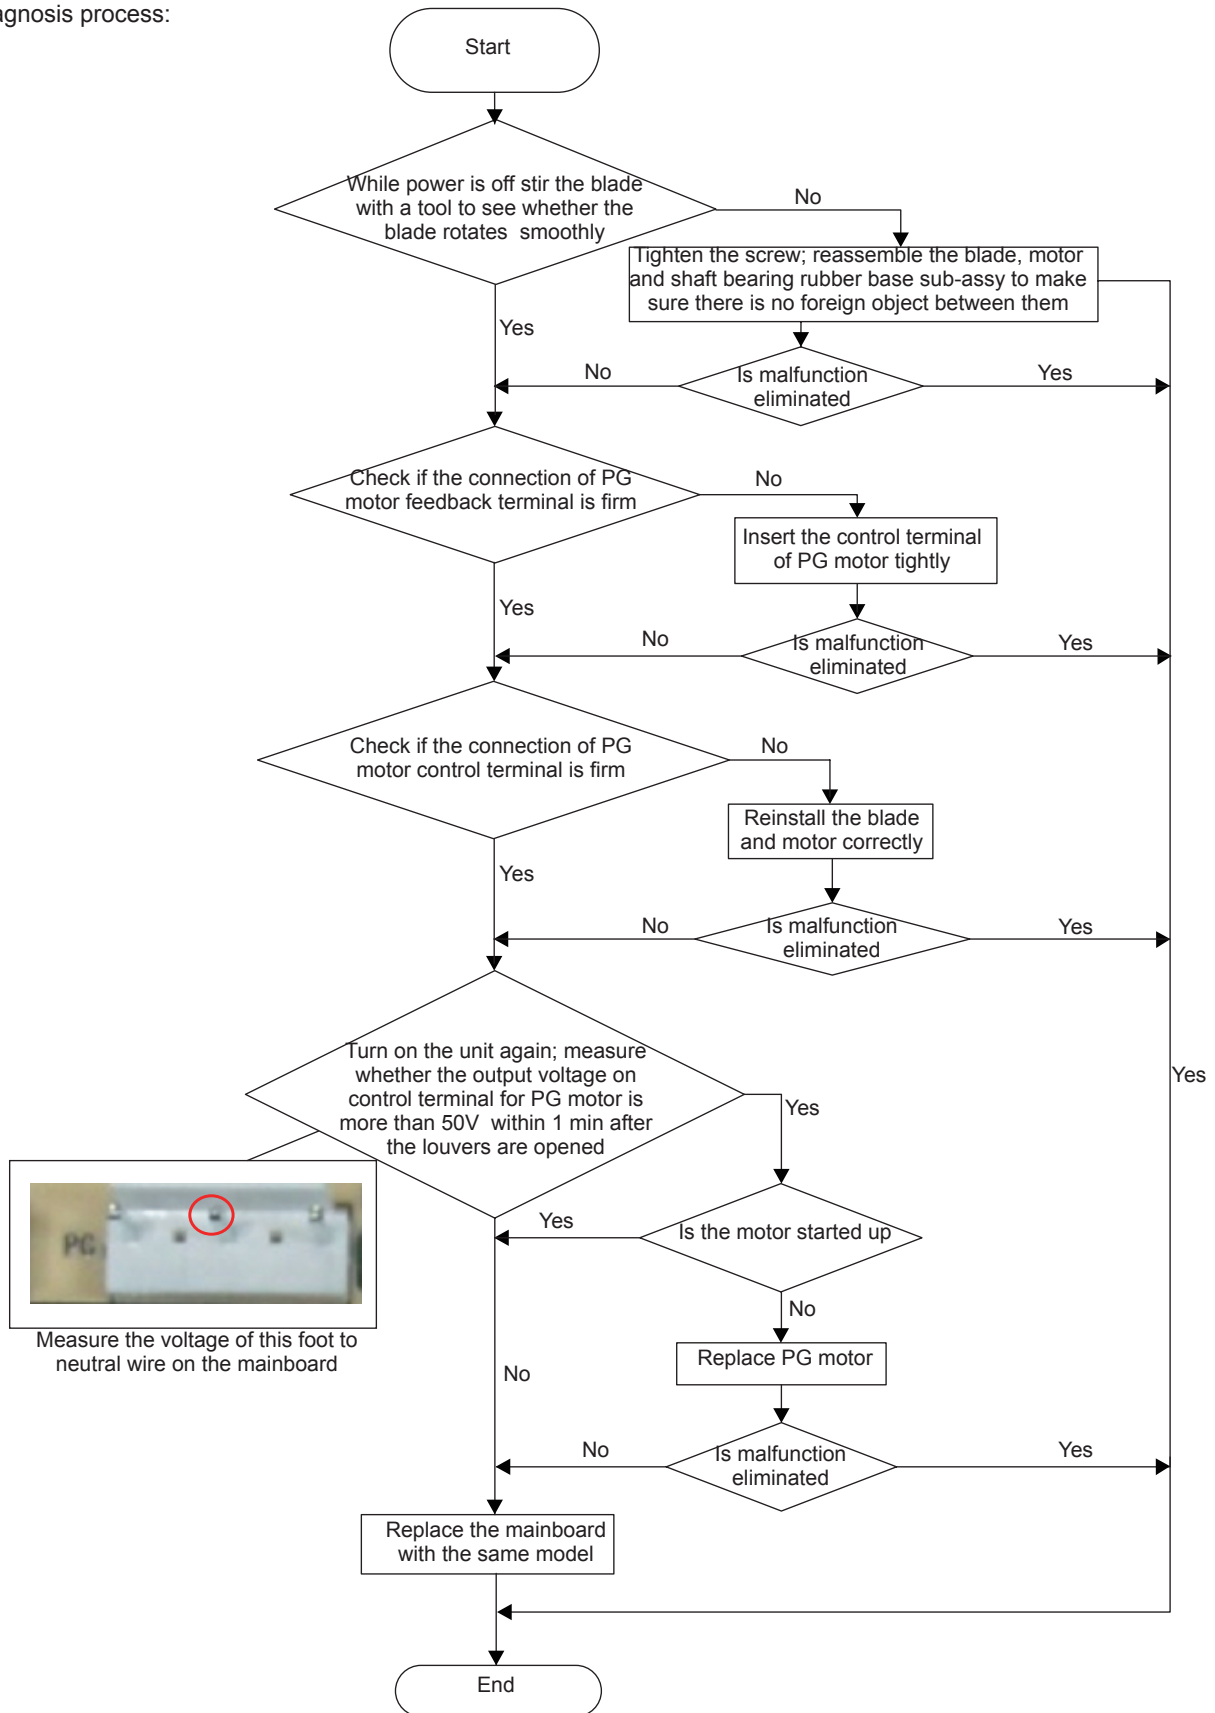 agnosis process:
Start
While power is off stir the blade
with a tool to see whether the
blade rotates smoothly
No
Tighten the screw; reassemble the blade, motor
and shaft bearing rubber base sub-assy to make
sure there is no foreign object between them
Yes
No
Is malfunction
eliminated
Yes
Check if the connection of PG
motor feedback terminal is firm
No
Insert the control terminal
of PG motor tightly
Yes
No
Is malfunction
eliminated
Yes
Check if the connection of PG
motor control terminal is firm
No
Reinstall the blade
and motor correctly
Yes
No
Is malfunction
eliminated
Yes
Turn on the unit again; measure
whether the output voltage on
control terminal for PG motor is
more than 50V within 1 min after
the louvers are opened
Yes
Yes
PG
Measure the voltage of this foot to
neutral wire on the mainboard
Yes
Is the motor started up
No
Replace PG motor
No
No
Is malfunction
eliminated
Yes
Replace the mainboard
with the same model
End